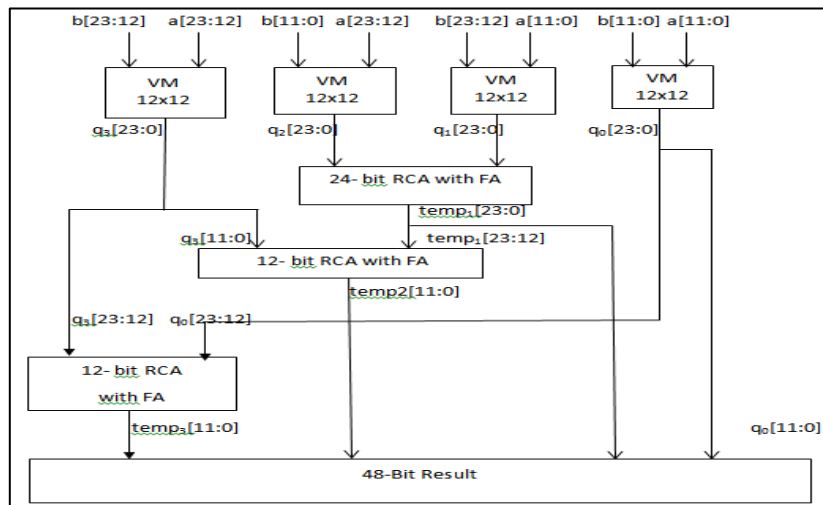 b[23:12] a[23:12] b[11:0] a[23:12] b[23:12] a[11:0] b[11:0] a[11:0]
VM
12x12
VM
12x12
VM
12x12
VM
12x12
q₃[23:0] q₂[23:0] q₁[23:0] q₀[23:0]
24- bit RCA with FA
temp₁[23:0]
q₃[11:0] temp₁[23:12]
12- bit RCA with FA
temp2[11:0]
q₃[23:12] q₀[23:12]
12- bit RCA
with FA
temp₃[11:0] q₀[11:0]
48-Bit Result